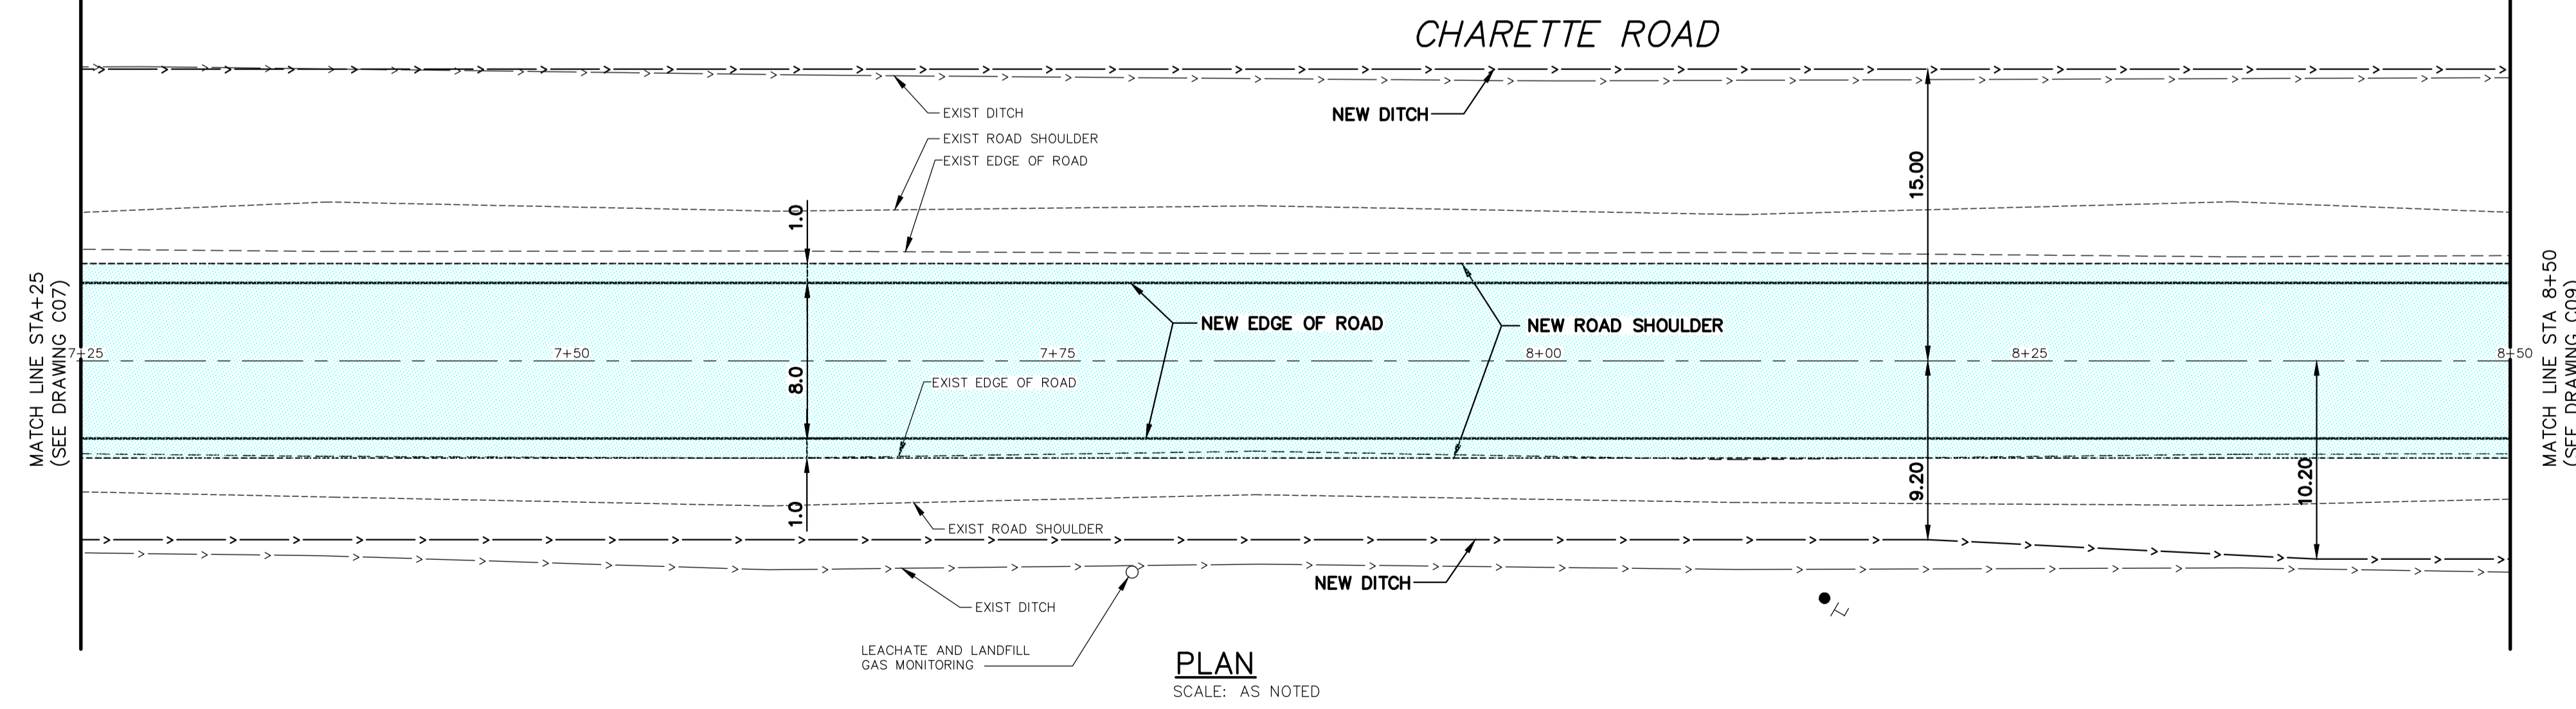 CHARETTE ROAD
EXIST DITCH
NEW DITCH
EXIST ROAD SHOULDER
EXIST EDGE OF ROAD
15.00
1.0
MATCH LINE STA+25
(SEE DRAWING C07)
NEW EDGE OF ROAD
NEW ROAD SHOULDER
7+25
7+50
7+75
8+00
8+25
8+50
MATCH LINE STA 8+50
(SEE DRAWING C09)
8.0
EXIST EDGE OF ROAD
9.20
10.20
1.0
EXIST ROAD SHOULDER
NEW DITCH
EXIST DITCH
LEACHATE AND LANDFILL
GAS MONITORING
PLAN
SCALE: AS NOTED